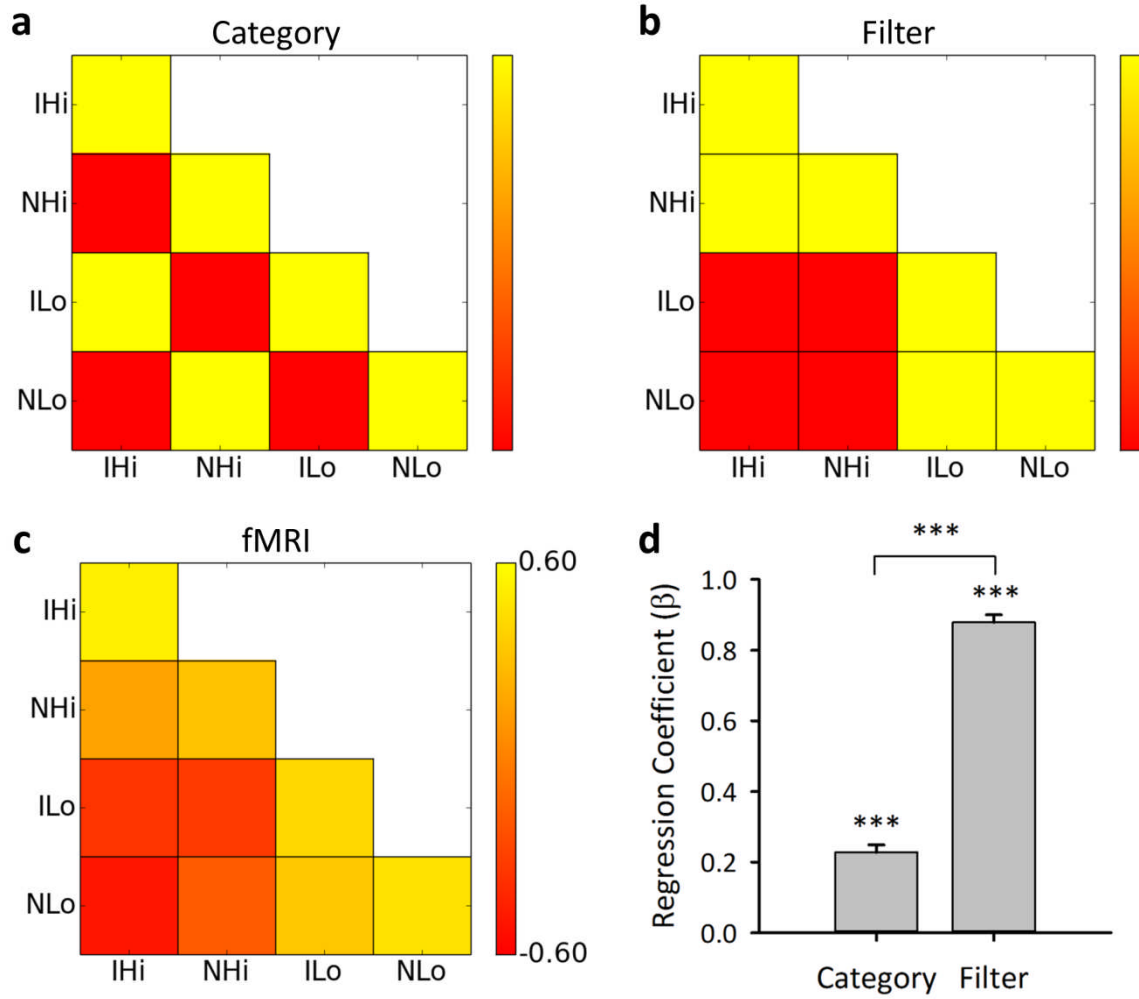 a
Category
IHi
NHi
ILo
NLo
IHi NHi ILo NLo
b
Filter
IHi
NHi
ILo
NLo
IHi NHi ILo NLo
c
fMRI
0.60
IHi
NHi
ILo
NLo
-0.60
IHi NHi ILo NLo
d
***
1.0
***
0.8
0.6
0.4
***
0.2
0.0
Regression Coefficient (β)
Category Filter